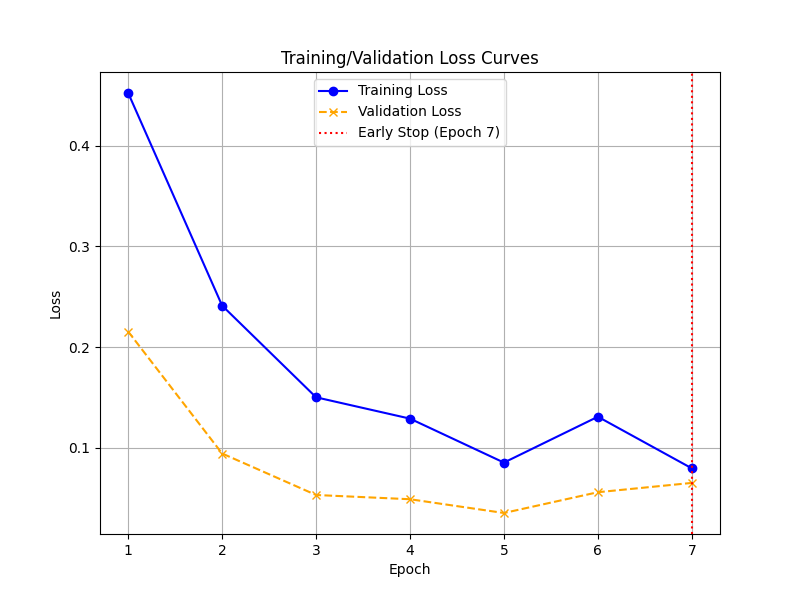 Training/Validation Loss Curves
Training Loss
Validation Loss
Early Stop (Epoch 7)
0.4
0.3
0.2
0.1
Loss
1 2 3 4 5 6 7
Epoch